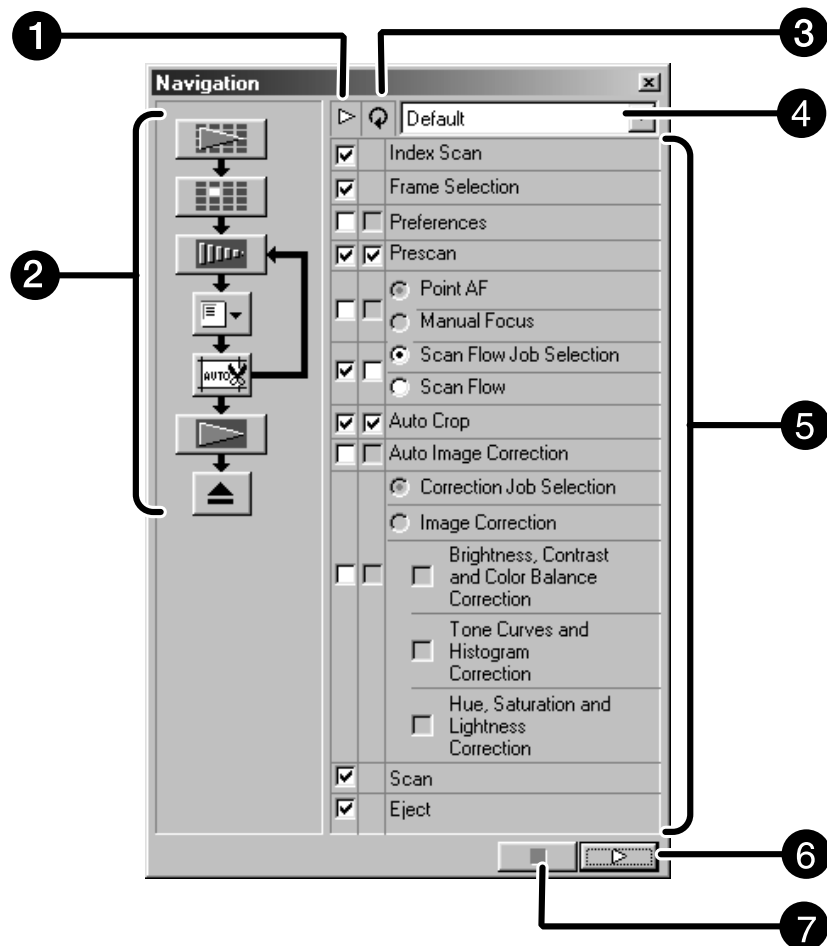 1
3
Navigation
Default
4
Index Scan
Frame Selection
Preferences
2
Prescan
Point AF
Manual Focus
Scan Flow Job Selection
AUTO
Scan Flow
Auto Crop
5
Auto Image Correction
Correction Job Selection
Image Correction
Brightness, Contrast
and Color Balance
Correction
Tone Curves and
Histogram
Correction
Hue, Saturation and
Lightness
Correction
Scan
Eject
6
7